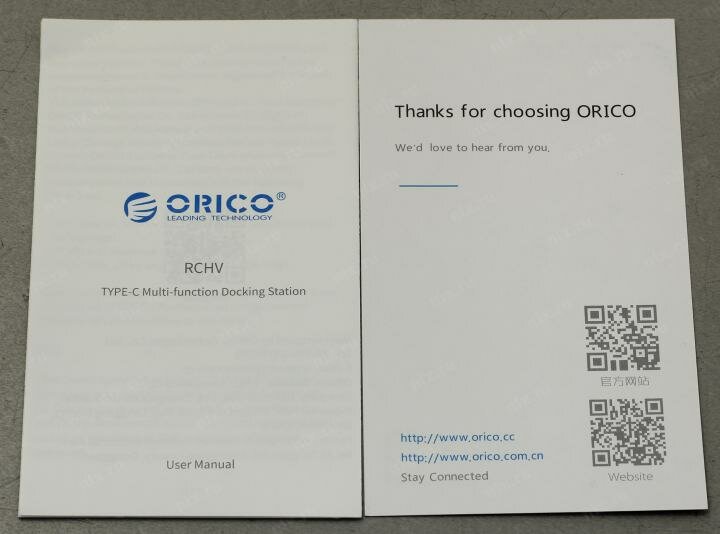 ORICO®
LEADING TECHNOLOGY
RCHV
TYPE-C Multi-function Docking Station
User Manual
Thanks for choosing ORICO
We'd love to hear from you.
官方网站
http://www.orico.cc
http://www.orico.com.cn
Stay Connected
Website